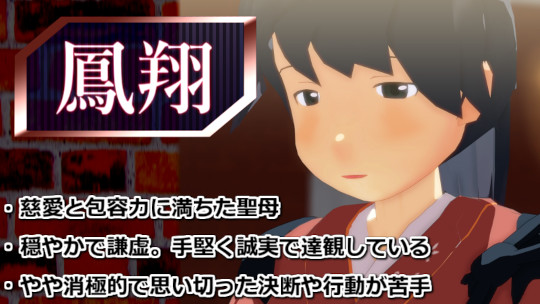 鳳翔
・慈愛と包容力に満ちた聖母
・穏やかで謙虚。手堅く誠実で達観している
・やや消極的で思い切った決断や行動が苦手